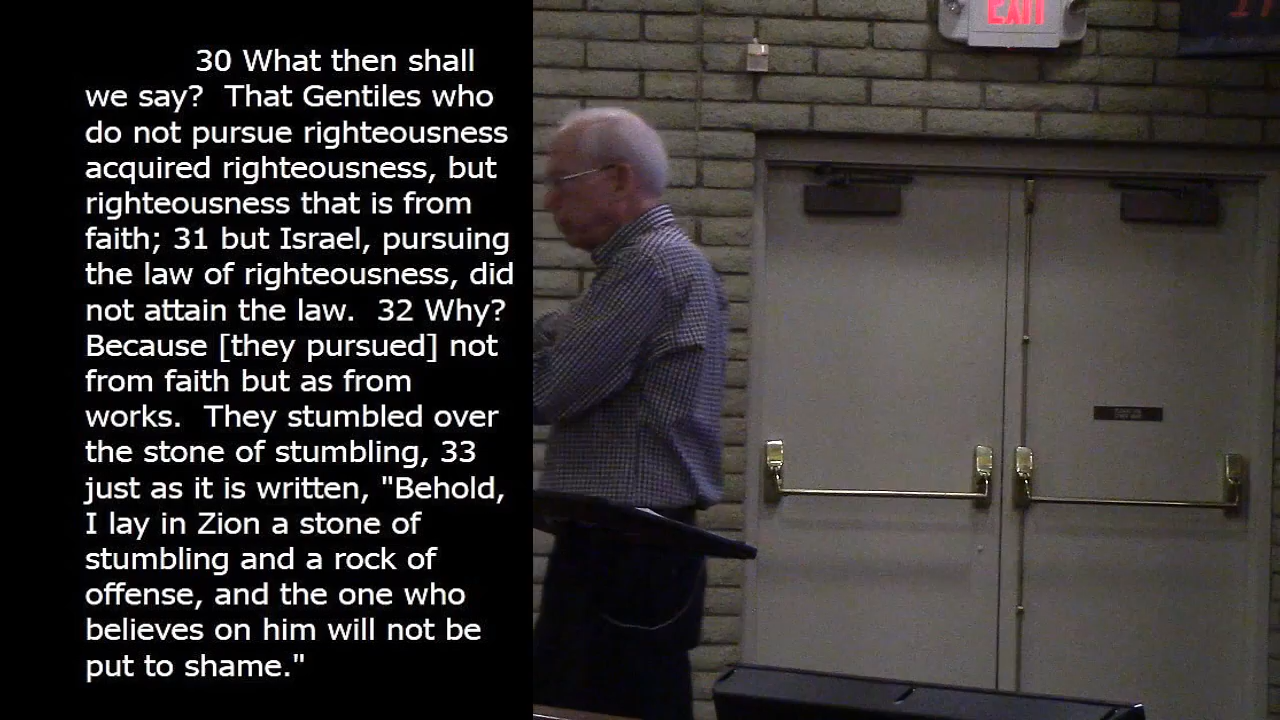 30 What then shall
we say?  That Gentiles who
do not pursue righteousness
acquired righteousness, but
righteousness that is from
faith; 31 but Israel, pursuing
the law of righteousness, did
not attain the law.  32 Why?
Because [they pursued] not
from faith but as from
works.  They stumbled over
the stone of stumbling, 33
just as it is written, "Behold,
I lay in Zion a stone of
stumbling and a rock of
offense, and the one who
believes on him will not be
put to shame."
EXIT